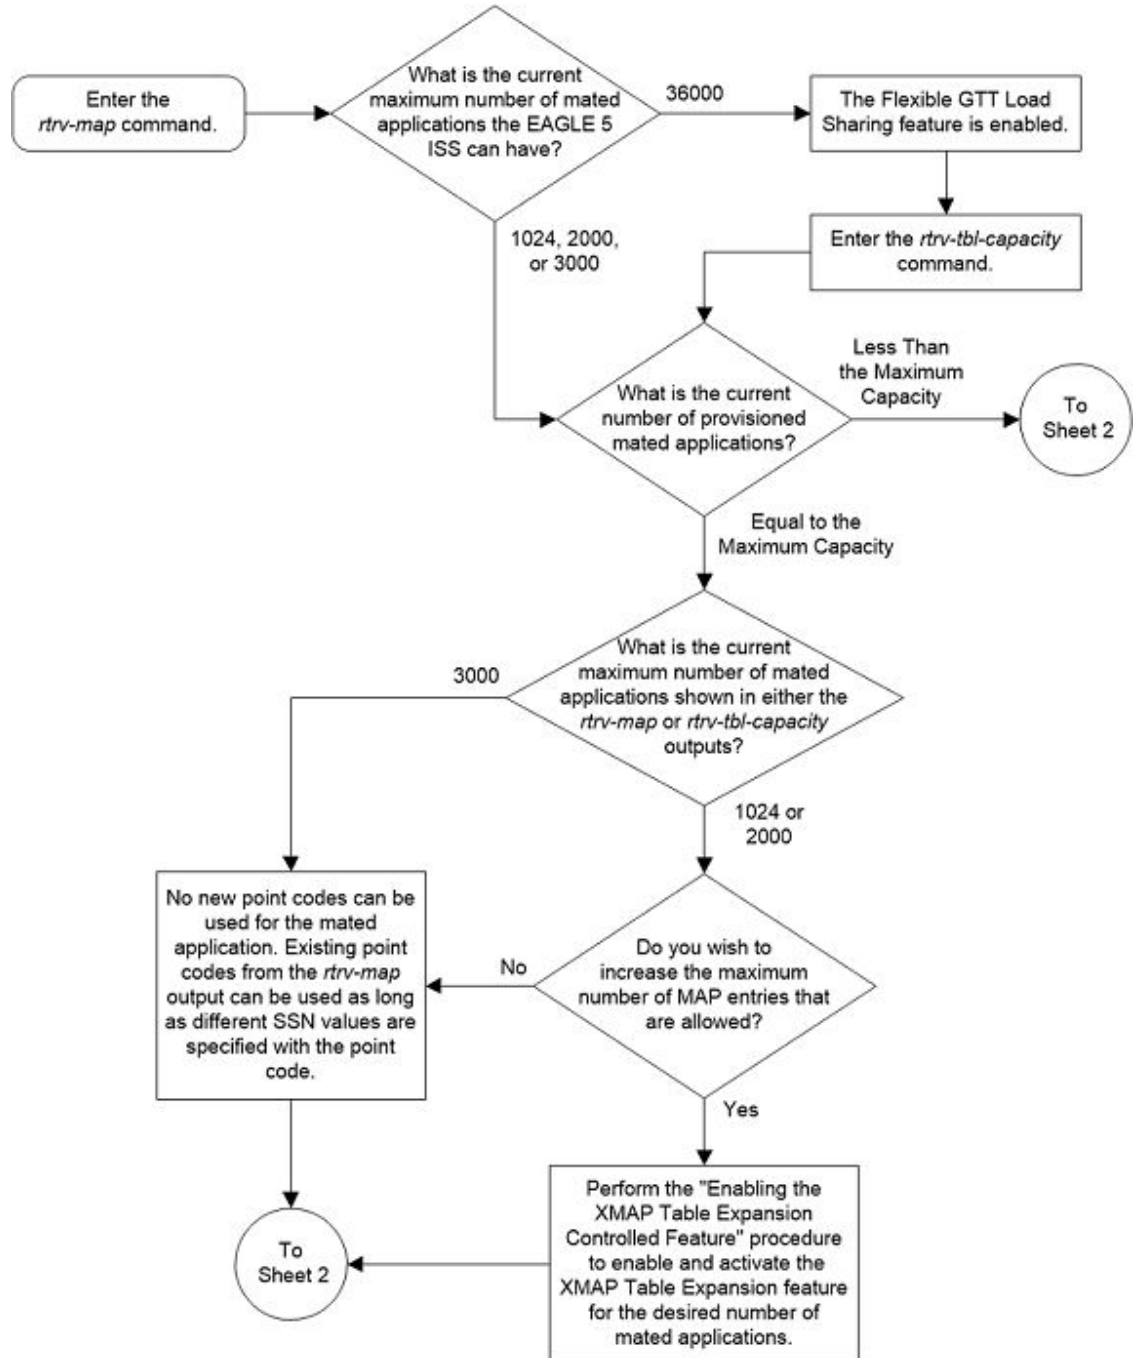 Enter the
rtrv-map command.
What is the current
maximum number of mated
applications the EAGLE 5
ISS can have?
36000
The Flexible GTT Load
Sharing feature is enabled.
1024, 2000,
or 3000
Enter the rtrv-tbl-capacity
command.
What is the current
number of provisioned
mated applications?
Less Than
the Maximum
Capacity
To
Sheet 2
Equal to the
Maximum Capacity
What is the current
maximum number of mated
applications shown in either the
rtrv-map or rtrv-tbl-capacity
outputs?
3000
1024 or
2000
No new point codes can be
used for the mated
application. Existing point
codes from the rtrv-map
output can be used as long
as different SSN values are
specified with the point
code.
No
Do you wish to
increase the maximum
number of MAP entries that
are allowed?
Yes
To
Sheet 2
Perform the "Enabling the
XMAP Table Expansion
Controlled Feature" procedure
to enable and activate the
XMAP Table Expansion feature
for the desired number of
mated applications.